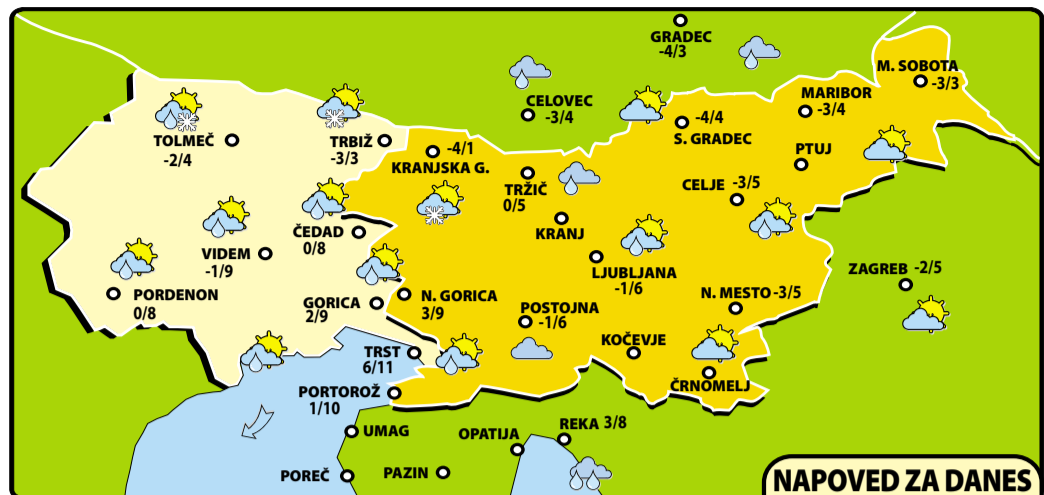 GRADEC
-4/3
M. SOBOTA
-3/3
MARIBOR
-3/4
CELOVEC
-3/4
-4/4
S. GRADEC
TOLMEČ
-2/4
TRBIŽ
-3/3
-4/1
KRANJSKA G.
PTUJ
TRŽIČ
0/5
CELJE -3/5
KRANJ
ČEDAD
0/8
VIDEM
-1/9
LJUBLJANA
-1/6
ZAGREB -2/5
PORDENON
0/8
GORICA
2/9
N. GORICA
3/9
N. MESTO -3/5
POSTOJNA
-1/6
KOČEVJE
TRST
6/11
ČRNOMELJ
PORTOROŽ
1/10
UMAG
OPATIJA
REKA 3/8
POREČ
PAZIN
NAPOVED ZA DANES